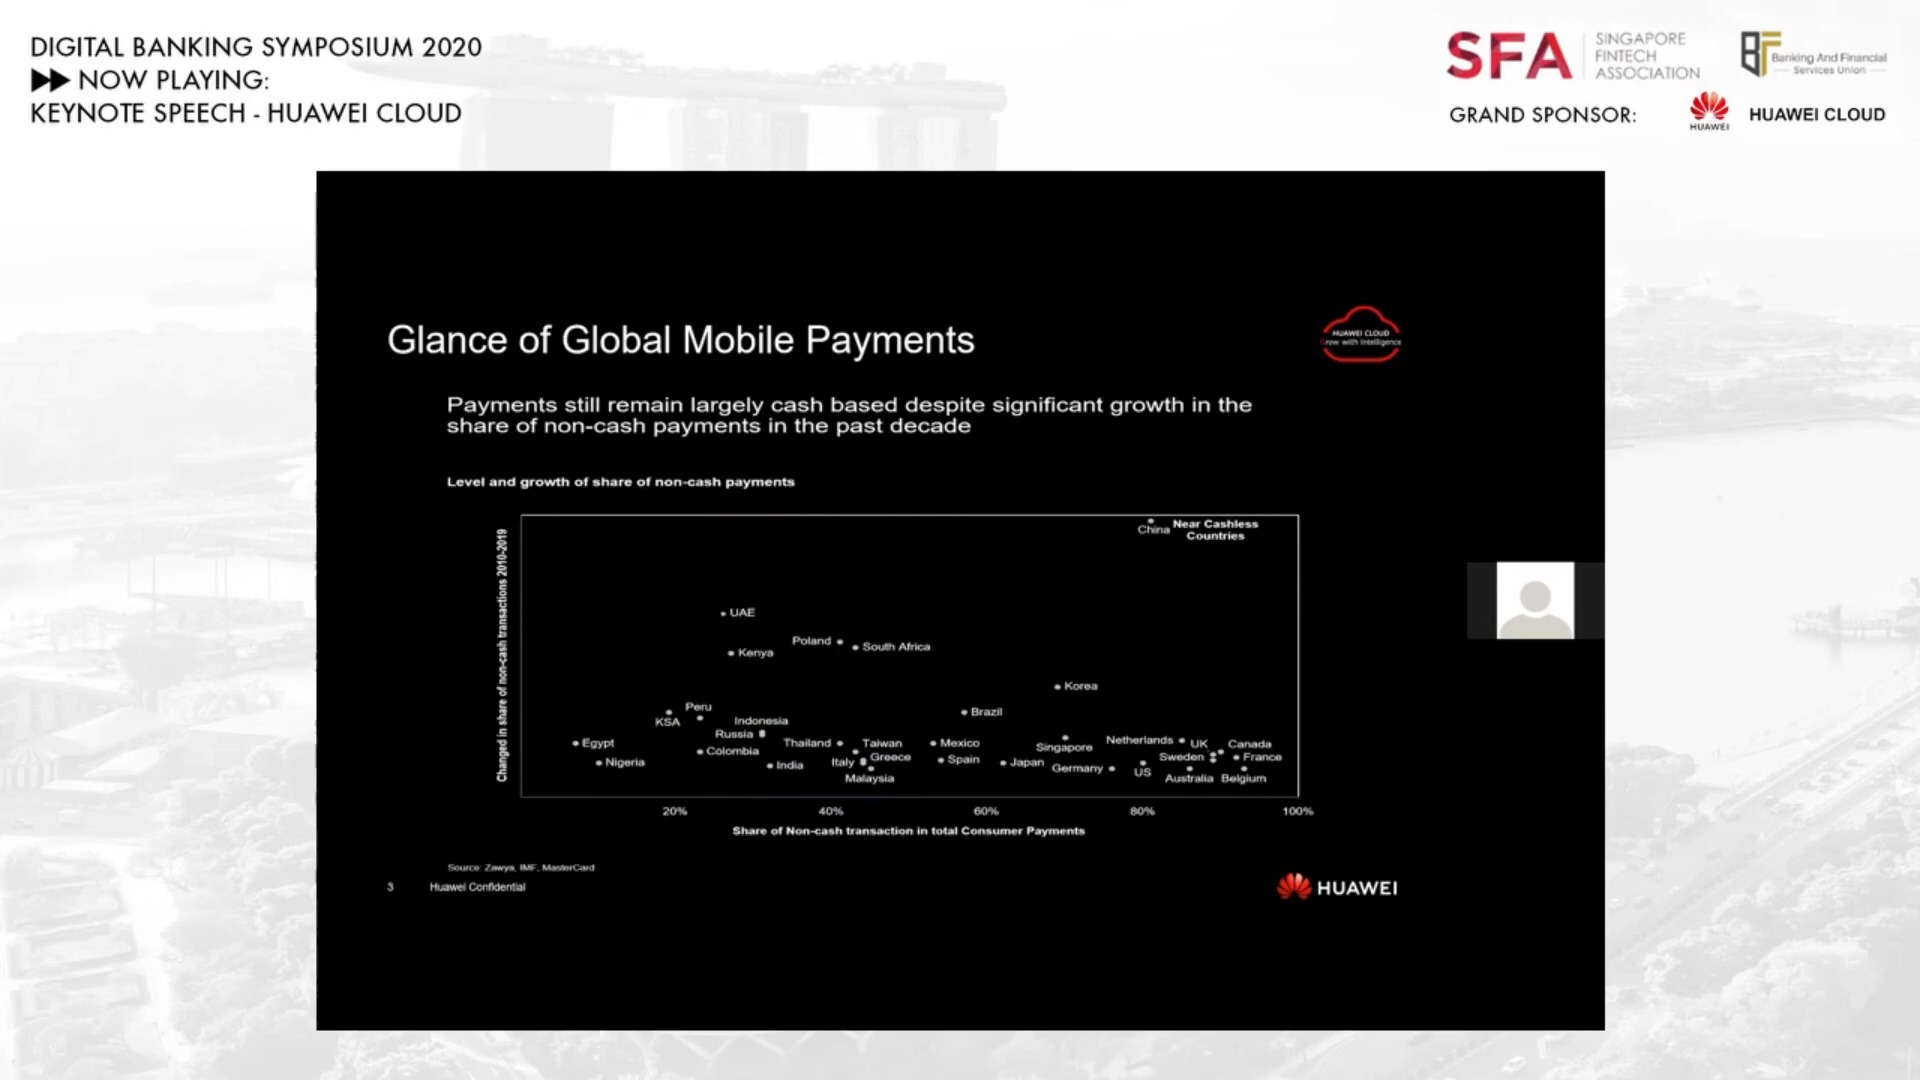 DIGITAL BANKING SYMPOSIUM 2020
NOW PLAYING:
KEYNOTE SPEECH - HUAWEI CLOUD
SFA
SINGAPORE
FINTECH
ASSOCIATION
BF
Banking And Financial
Services Union
GRAND SPONSOR:
HUAWEI
HUAWEI CLOUD
Glance of Global Mobile Payments
HUAWEI CLOUD
Grow with Intelligence
Payments still remain largely cash based despite significant growth in the
share of non-cash payments in the past decade
Level and growth of share of non-cash payments
Changed in share of non-cash transactions 2010-2019
China
Near Cashless
Countries
UAE
Poland
South Africa
Kenya
Korea
Peru
Brazil
KSA
Indonesia
Russia
Egypt
Colombia
Thailand
Taiwan
Mexico
Singapore
Netherlands
UK
Canada
Nigeria
India
Italy
Greece
Spain
Japan
Germany
Sweden
France
Malaysia
US
Australia
Belgium
20%
40%
60%
80%
100%
Share of Non-cash transaction in total Consumer Payments
Source: Zawya, IMF, MasterCard
3
Huawei Confidential
HUAWEI